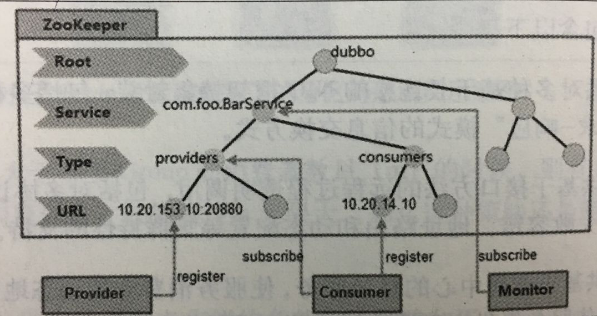 ZooKeeper
Root
dubbo
Service
com.foo.BarService
Type
providers
consumers
URL
10.20.153.10:20880
10.20.14.10
register
subscribe
register
subscribe
Provider
Consumer
Monitor